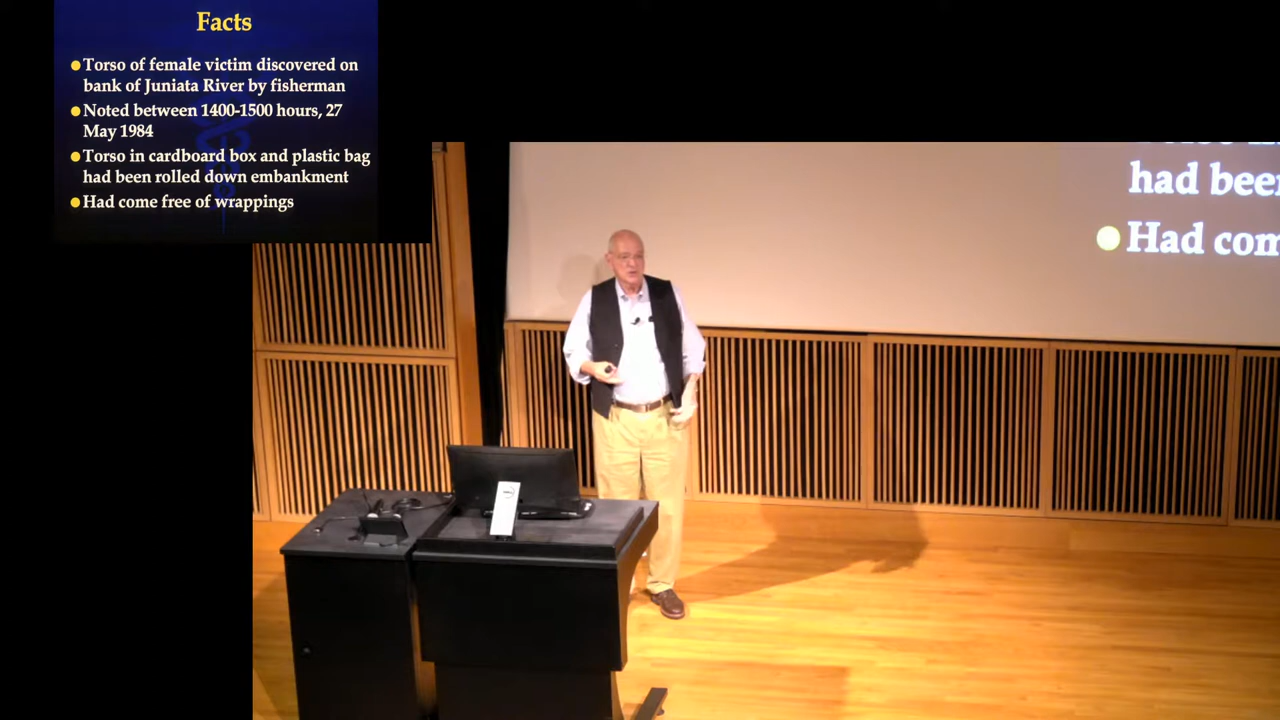 Facts
Torso of female victim discovered on
bank of Juniata River by fisherman
Noted between 1400-1500 hours, 27
May 1984
Torso in cardboard box and plastic bag
had been rolled down embankment
Had come free of wrappings
had bee
Had com